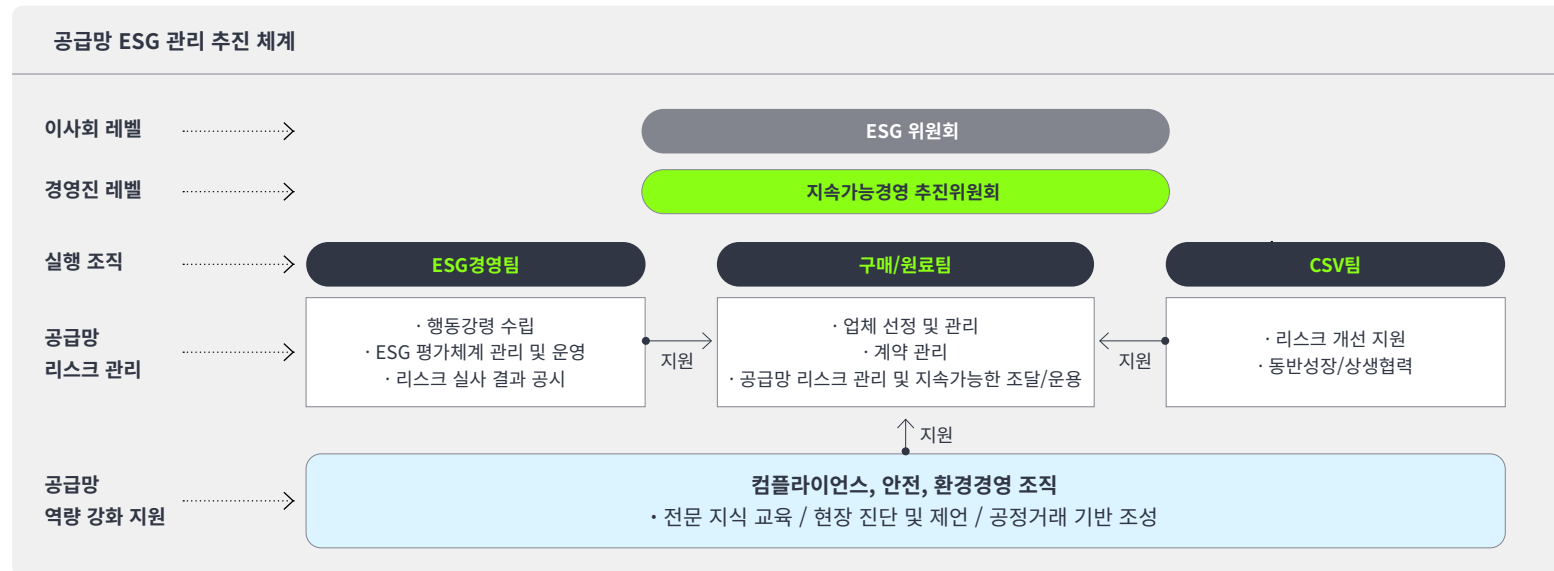 공급망 ESG 관리 추진 체계
이사회 레벨
ESG 위원회
경영진 레벨
지속가능경영 추진위원회
실행 조직
ESG경영팀
구매/원료팀
CSV팀
공급망
리스크 관리
· 행동강령 수립
· ESG 평가체계 관리 및 운영
· 리스크 실사 결과 공시
지원
· 업체 선정 및 관리
· 계약 관리
· 공급망 리스크 관리 및 지속가능한 조달/운용
지원
· 리스크 개선 지원
· 동반성장/상생협력
지원
공급망
역량 강화 지원
컴플라이언스, 안전, 환경경영 조직
· 전문 지식 교육 / 현장 진단 및 제언 / 공정거래 기반 조성